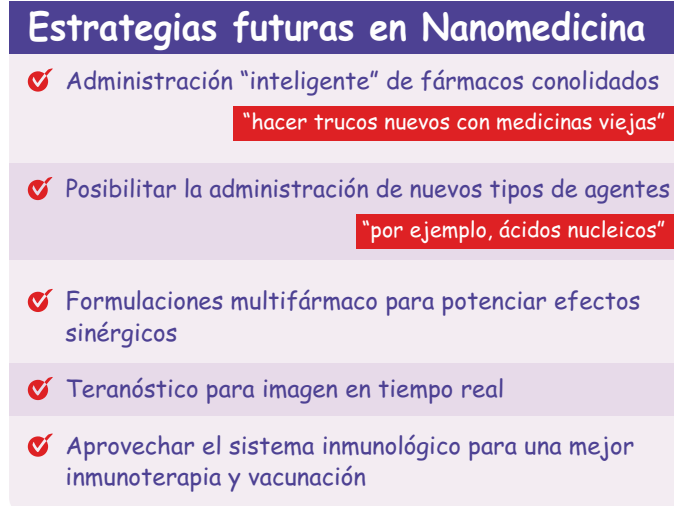 Estrategias futuras en Nanomedicina
Administración “inteligente” de fármacos conolidados
“hacer trucos nuevos con medicinas viejas”
Posibilitar la administración de nuevos tipos de agentes
“por ejemplo, ácidos nucleicos”
Formulaciones multifármaco para potenciar efectos
sinérgicos
Teranóstico para imagen en tiempo real
Aprovechar el sistema inmunológico para una mejor
inmunoterapia y vacunación